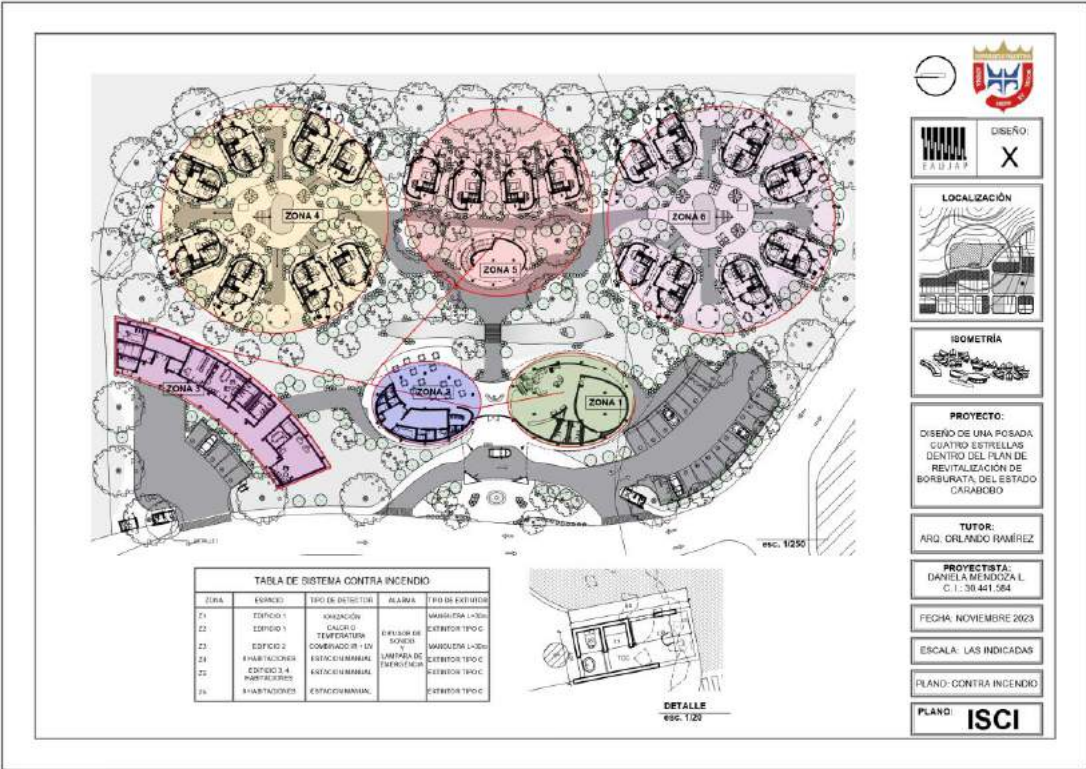 ZONA 4
ZONA 5
ZONA 6
ZONA 3
ZONA 2
ZONA 1
esc. 1/250
TABLA DE SISTEMA CONTRA INCENDIO
ZONA ESPACIO TIPO DE DETECTOR ALARMA TIPO DE EXTINTOR
Z1 EDIFICIO 1 IONIZACIÓN MANGUERA L=30m
Z2 EDIFICIO 1 CALOR O TEMPERATURA EXTINTOR TIPO C
Z3 EDIFICIO 2 COMBINADO IR + UV MANGUERA L=30m
Z4 8 HABITACIONES ESTACION MANUAL EXTINTOR TIPO C
Z5 EDIFICIO 3, 4 HABITACIONES ESTACION MANUAL EXTINTOR TIPO C
Z6 8 HABITACIONES ESTACION MANUAL EXTINTOR TIPO C
DIFUSOR DE SONIDO Y LAMPARA DE EMERGENCIA
DETALLE
esc. 1/20
FAUJAP
DISEÑO:
X
LOCALIZACIÓN
ISOMETRÍA
PROYECTO:
DISEÑO DE UNA POSADA
CUATRO ESTRELLAS
DENTRO DEL PLAN DE
REVITALIZACIÓN DE
BORBURATA, DEL ESTADO
CARABOBO
TUTOR:
ARQ. ORLANDO RAMÍREZ
PROYECTISTA:
DANIELA MENDOZA L.
C. I.: 30.441.584
FECHA: NOVIEMBRE 2023
ESCALA: LAS INDICADAS
PLANO: CONTRA INCENDIO
PLANO: ISCI